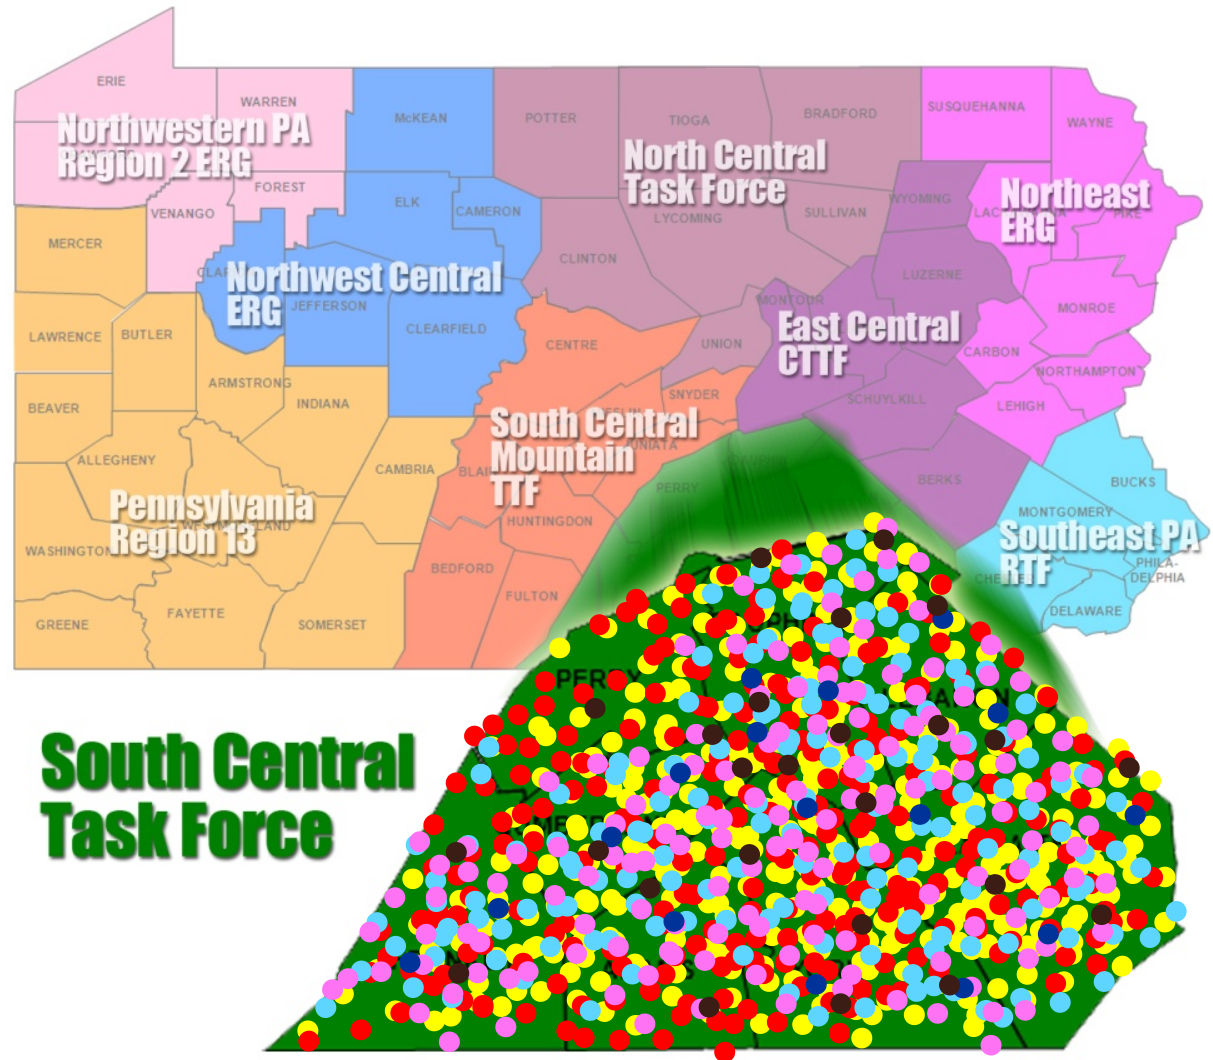 ERIE
WARREN
McKEAN
POTTER
TIOGA
BRADFORD
SUSQUEHANNA
WAYNE
Northwestern PA
Region 2 ERG
North Central
Task Force
FOREST
VENANGO
ELK
CAMERON
LYCOMING
SULLIVAN
WYOMING
Northeast
ERG
PIKE
MERCER
CLINTON
LUZERNE
Northwest Central
ERG
JEFFERSON
MONTOUR
MONROE
LAWRENCE
BUTLER
CLEARFIELD
CENTRE
UNION
East Central
CTTF
CARBON
NORTHAMPTON
ARMSTRONG
INDIANA
SNYDER
SCHUYLKILL
LEHIGH
BEAVER
South Central
Mountain
TTF
ALLEGHENY
CAMBRIA
PERRY
BERKS
BUCKS
Pennsylvania
Region 13
MONTGOMERY
HUNTINGDON
Southeast PA
RTF
WASHINGTON
BEDFORD
PHILA-
DELPHIA
FULTON
DELAWARE
GREENE
FAYETTE
SOMERSET
PERRY
South Central
Task Force